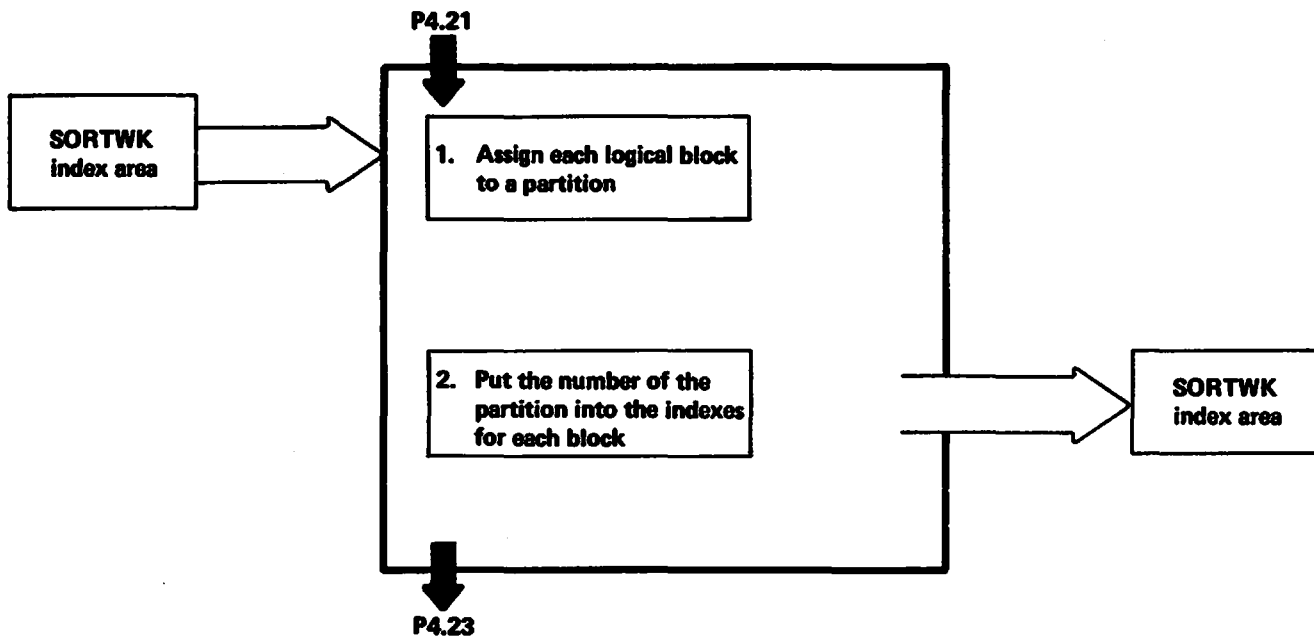 P4.21
SORTWK
index area
1. Assign each logical block
to a partition
2. Put the number of the
partition into the indexes
for each block
SORTWK
index area
P4.23